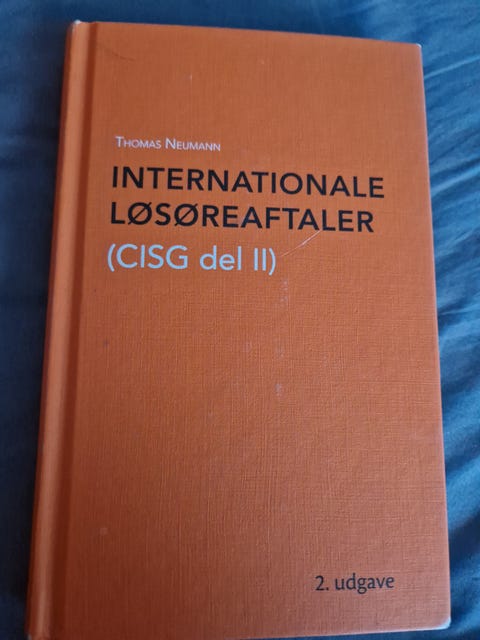 THOMAS NEUMANN
INTERNATIONALE
LØSØREAFTALER
(CISG del II)
2. udgave